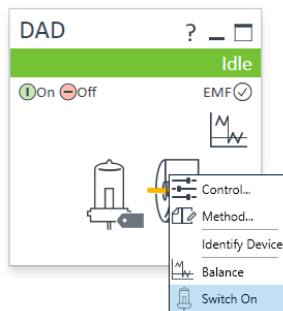 DAD ?
Idle
On Off EMF
Control...
Method...
Identify Device
Balance
Switch On